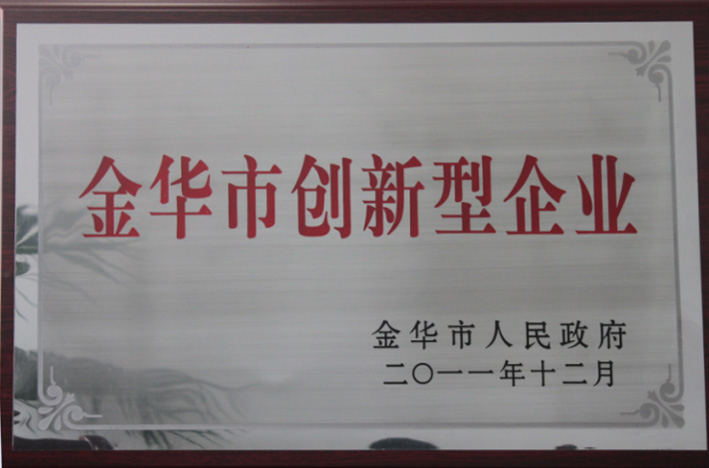 金华市创新型企业
金华市人民政府
二〇一一年十二月